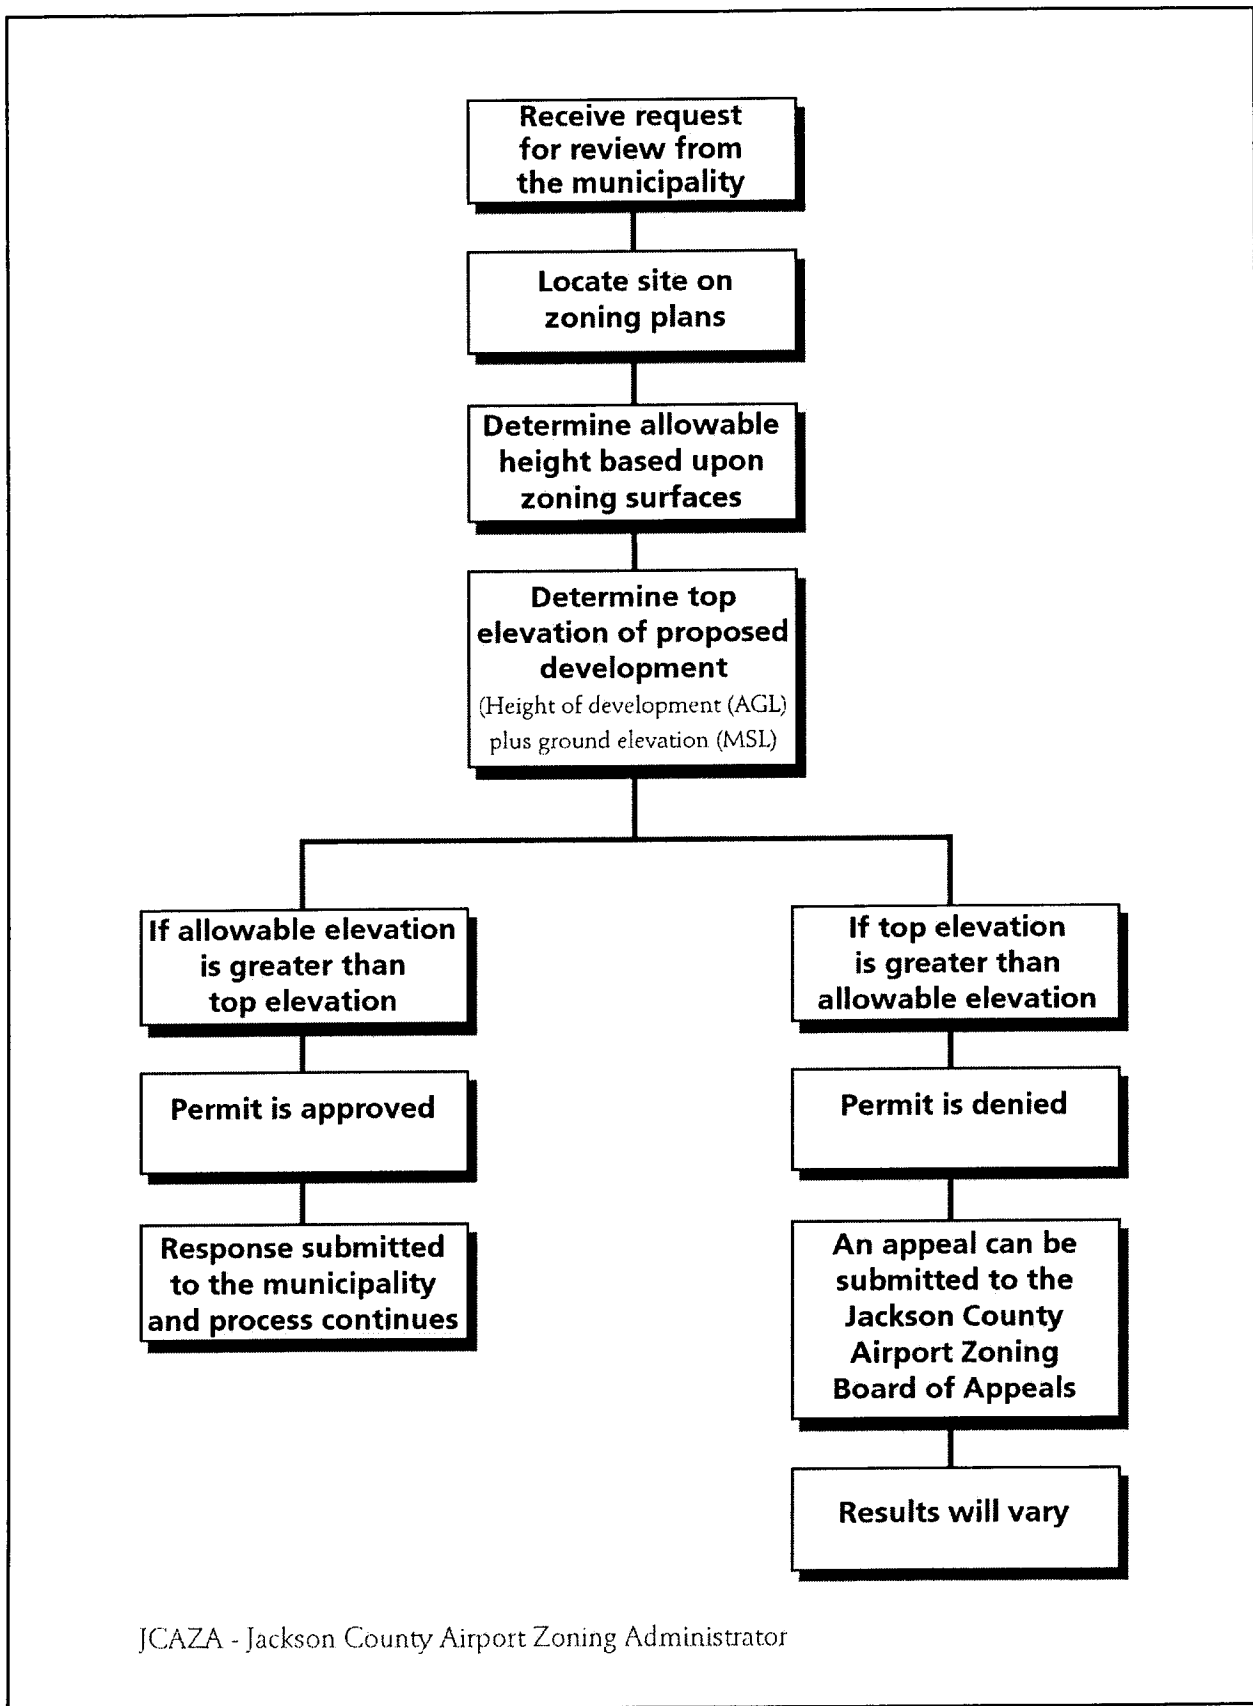 Receive request
for review from
the municipality
Locate site on
zoning plans
Determine allowable
height based upon
zoning surfaces
Determine top
elevation of proposed
development
(Height of development (AGL)
plus ground elevation (MSL)
If allowable elevation
is greater than
top elevation
Permit is approved
Response submitted
to the municipality
and process continues
If top elevation
is greater than
allowable elevation
Permit is denied
An appeal can be
submitted to the
Jackson County
Airport Zoning
Board of Appeals
Results will vary
JCAZA - Jackson County Airport Zoning Administrator